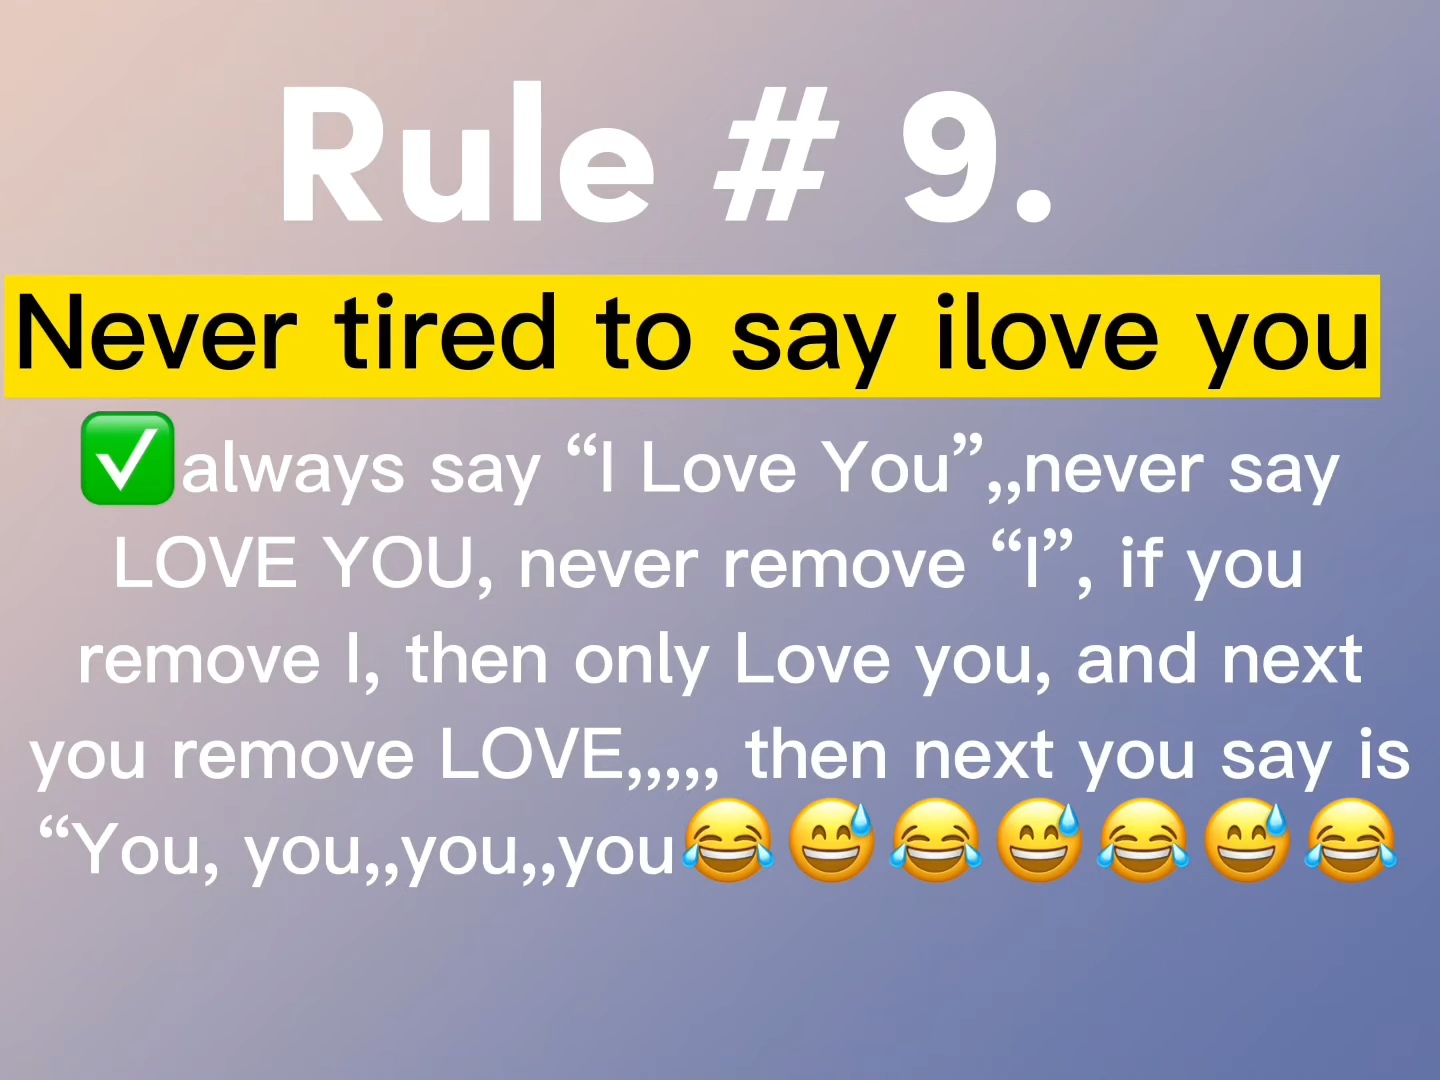 Rule # 9.
Never tired to say ilove you
✅always say “I Love You”,,never say
LOVE YOU, never remove “I”, if you
remove I, then only Love you, and next
you remove LOVE,,,,, then next you say is
“You, you,,you,,you😂😅😂😅😂😅😂